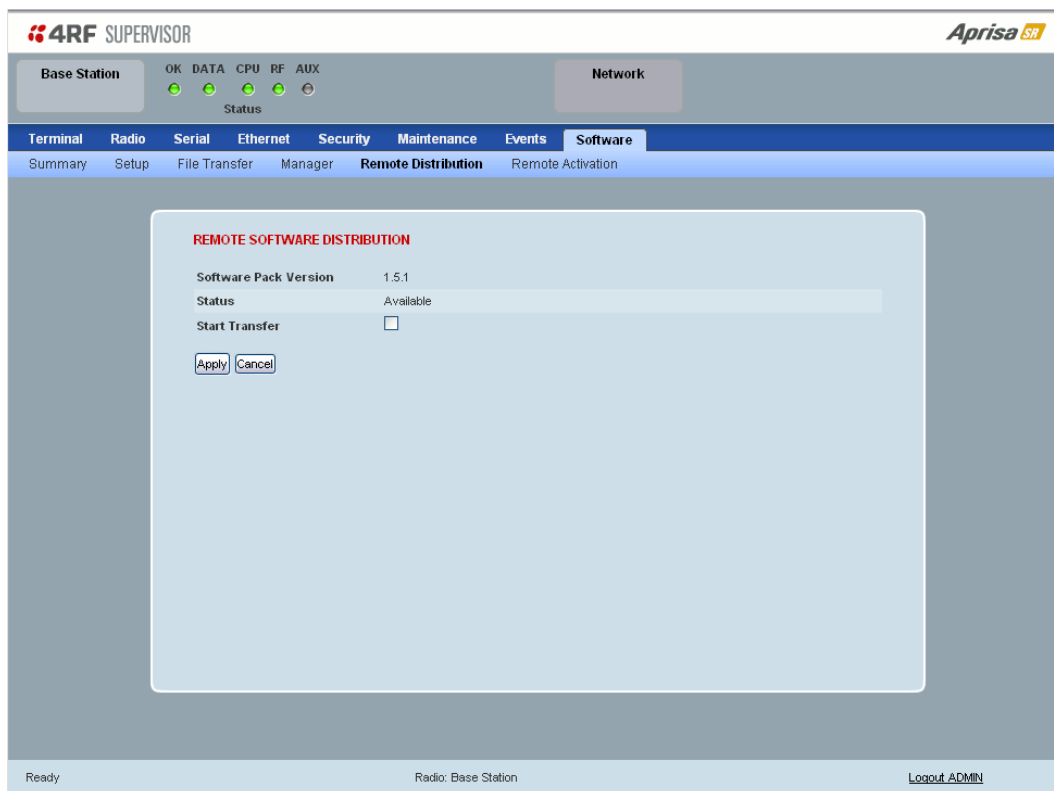 4RF SUPERVISOR
Aprisa SR
Base Station
OK DATA CPU RF AUX
Status
Network
Terminal Radio Serial Ethernet Security Maintenance Events Software
Summary Setup File Transfer Manager Remote Distribution Remote Activation
REMOTE SOFTWARE DISTRIBUTION
Software Pack Version 1.5.1
Status Available
Start Transfer
Apply Cancel
Ready Radio: Base Station Logout ADMIN